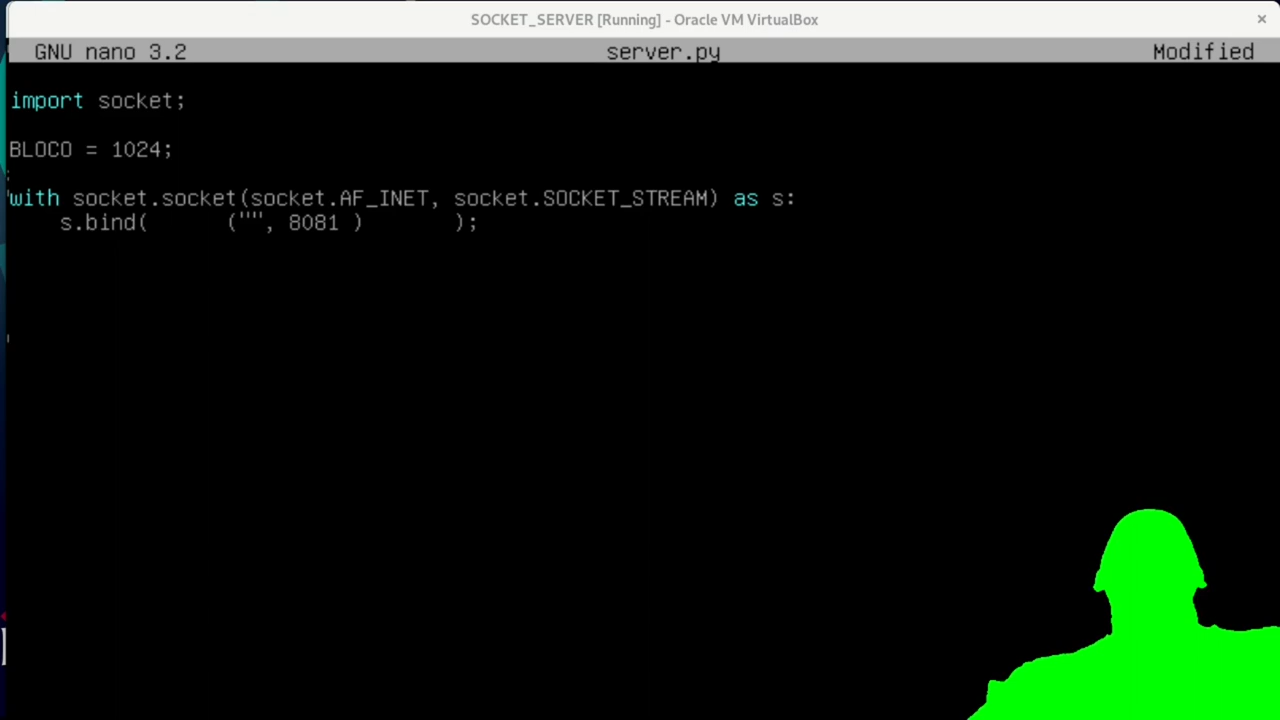 SOCKET_SERVER [Running] - Oracle VM VirtualBox ×
GNU nano 3.2 server.py Modified
import socket;
BLOCO = 1024;
with socket.socket(socket.AF_INET, socket.SOCKET_STREAM) as s:
    s.bind(      ("", 8081 )       );